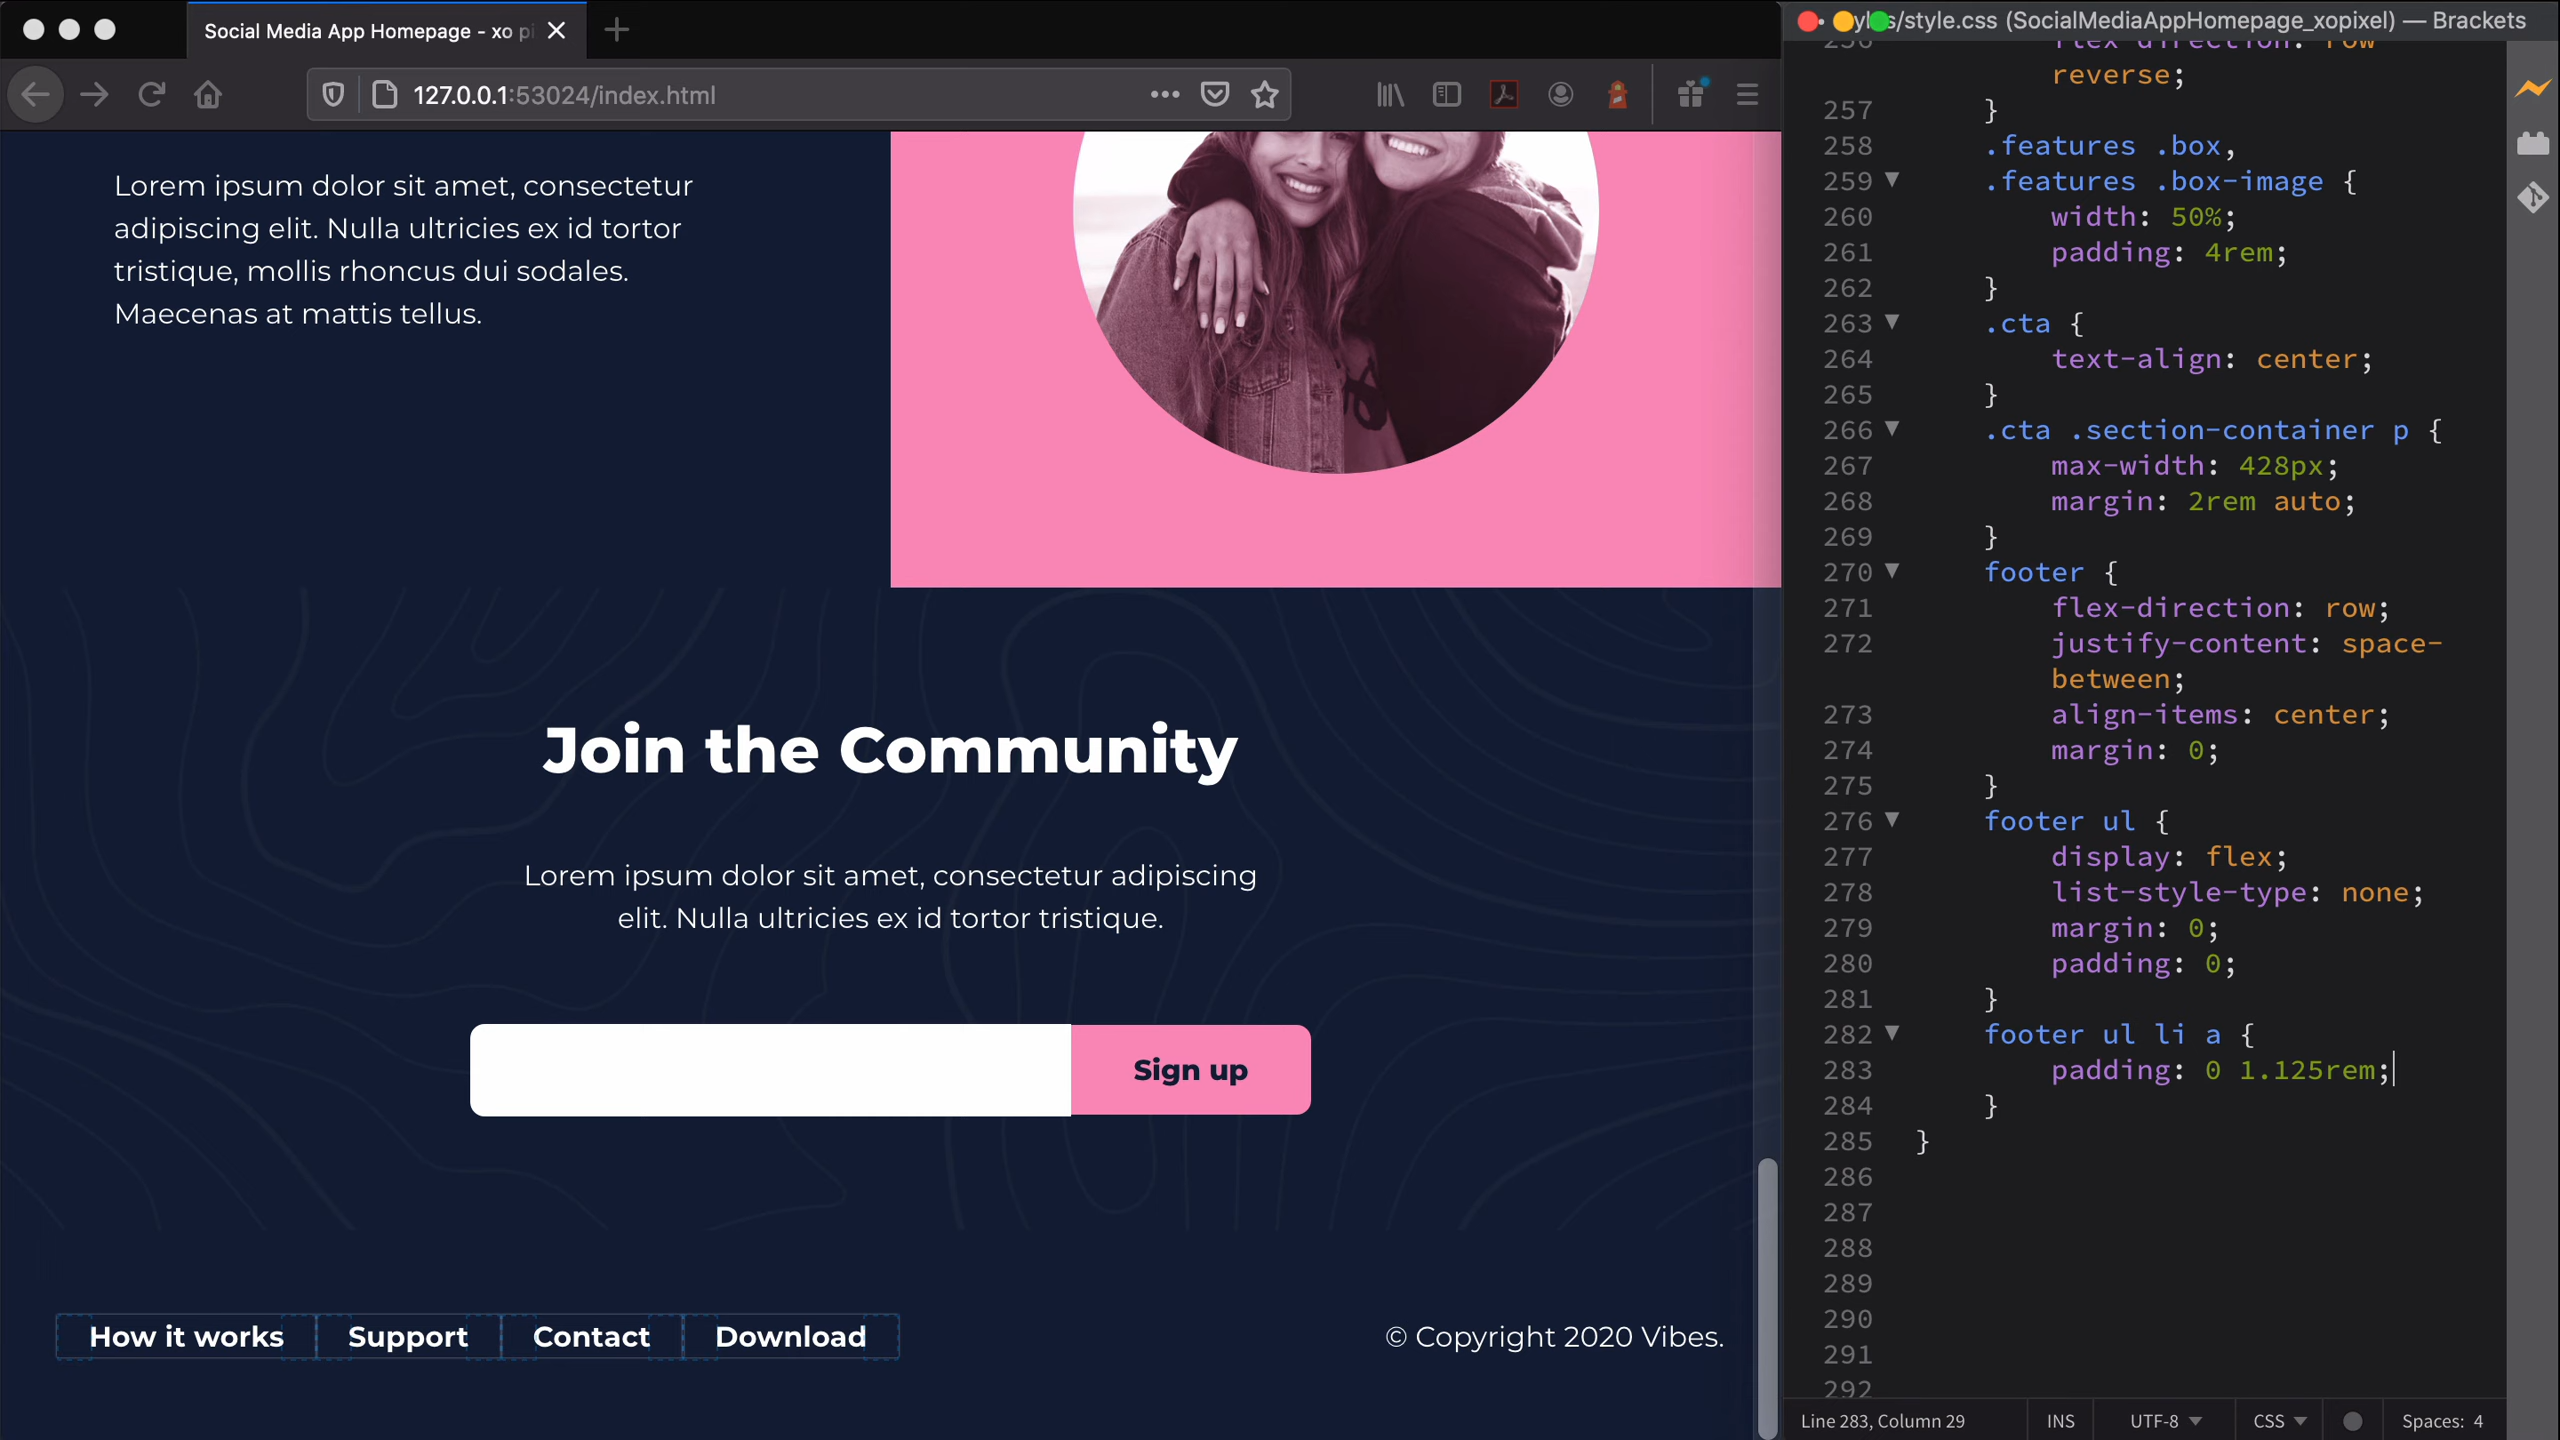 Social Media App Homepage - xo pi
127.0.0.1:53024/index.html
Lorem ipsum dolor sit amet, consectetur
adipiscing elit. Nulla ultricies ex id tortor
tristique, mollis rhoncus dui sodales.
Maecenas at mattis tellus.
Join the Community
Lorem ipsum dolor sit amet, consectetur adipiscing
elit. Nulla ultricies ex id tortor tristique.
Sign up
How it works
Support
Contact
Download
© Copyright 2020 Vibes.
/style.css (SocialMediaAppHomepage_xopixel) — Brackets
256 flex-direction: row
reverse;
257 }
258 .features .box,
259 .features .box-image {
260 width: 50%;
261 padding: 4rem;
262 }
263 .cta {
264 text-align: center;
265 }
266 .cta .section-container p {
267 max-width: 428px;
268 margin: 2rem auto;
269 }
270 footer {
271 flex-direction: row;
272 justify-content: space-
between;
273 align-items: center;
274 margin: 0;
275 }
276 footer ul {
277 display: flex;
278 list-style-type: none;
279 margin: 0;
280 padding: 0;
281 }
282 footer ul li a {
283 padding: 0 1.125rem;
284 }
285 }
286
287
288
289
290
291
292
Line 283, Column 29
INS
UTF-8
CSS
Spaces: 4